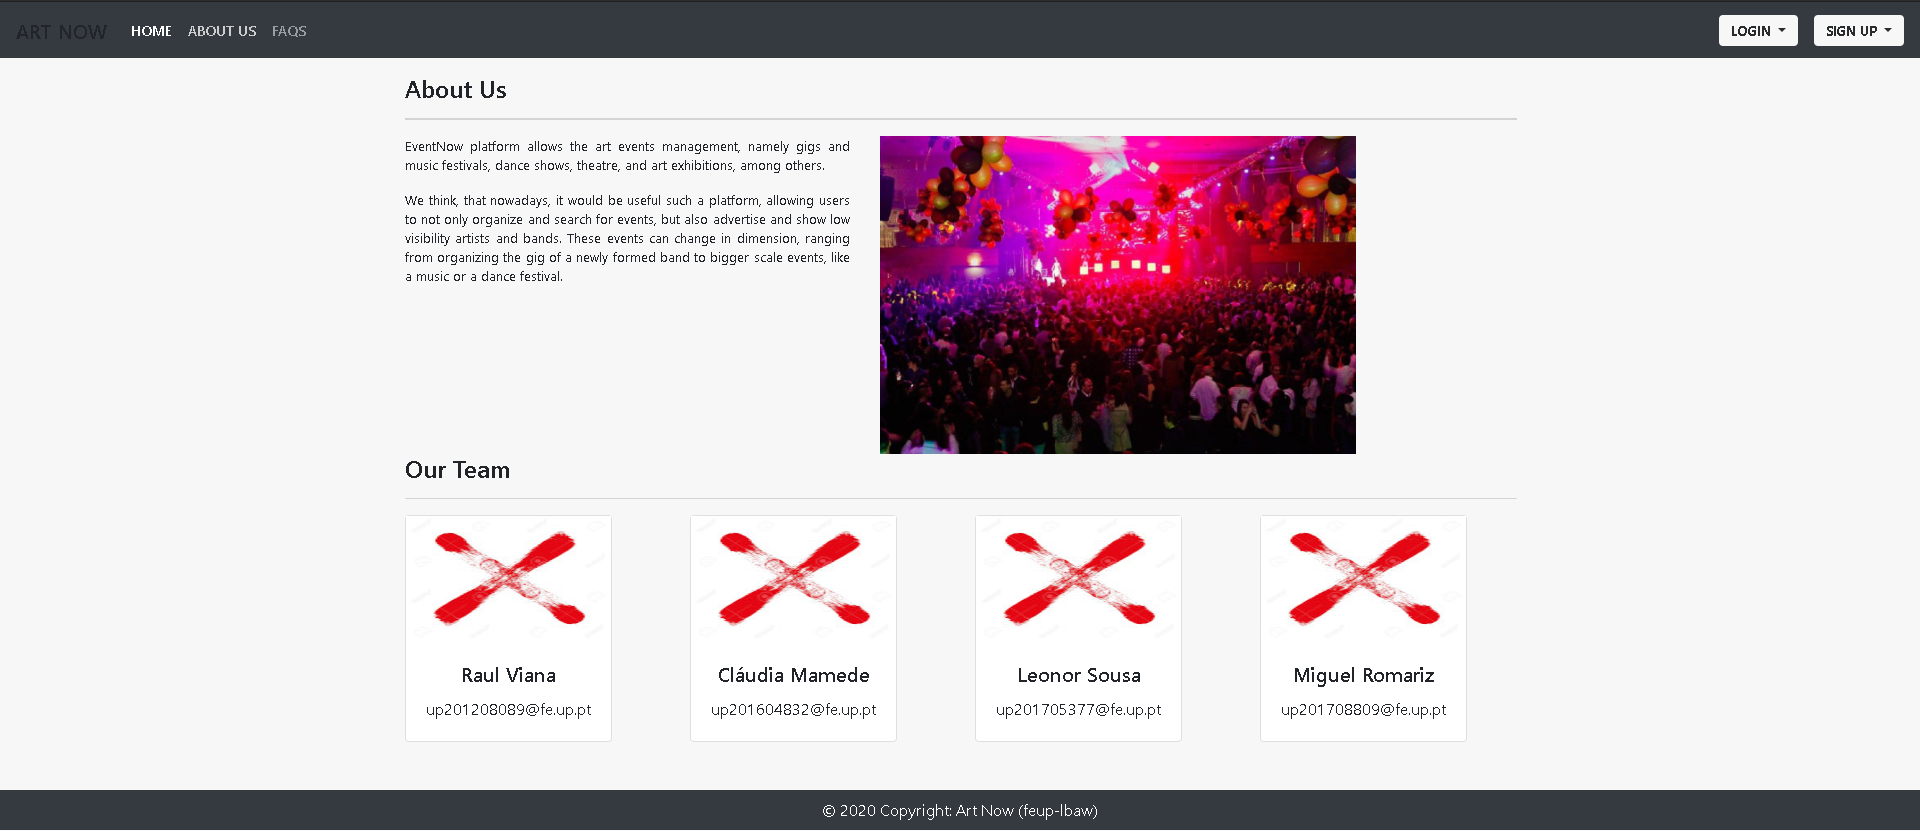 ART NOW HOME ABOUT US FAQS LOGIN SIGN UP
About Us
EventNow platform allows the art events management, namely gigs and
music festivals, dance shows, theatre, and art exhibitions, among others.
We think, that nowadays, it would be useful such a platform, allowing users
to not only organize and search for events, but also advertise and show low
visibility artists and bands. These events can change in dimension, ranging
from organizing the gig of a newly formed band to bigger scale events, like
a music or a dance festival.
Our Team
Raul Viana
up201208089@fe.up.pt
Cláudia Mamede
up201604832@fe.up.pt
Leonor Sousa
up201705377@fe.up.pt
Miguel Romariz
up201708809@fe.up.pt
© 2020 Copyright: Art Now (feup-lbaw)